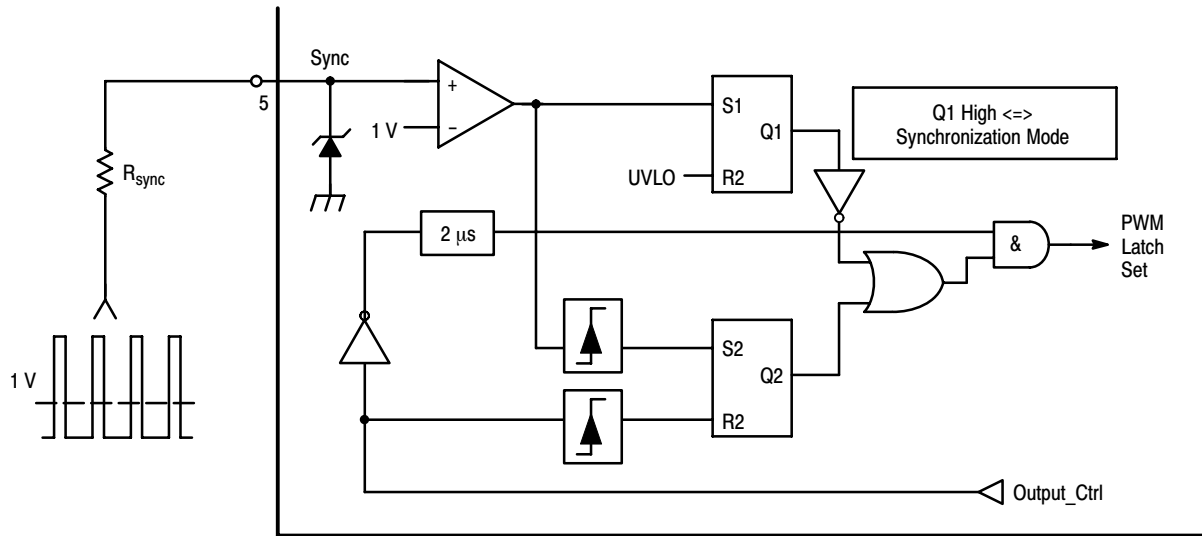 Sync
5
+
1 V
−
S1
Q1
R2
UVLO
Q1 High <=>
Synchronization Mode
R_sync
2 μs
&
PWM
Latch
Set
1 V
S2
Q2
R2
Output_Ctrl